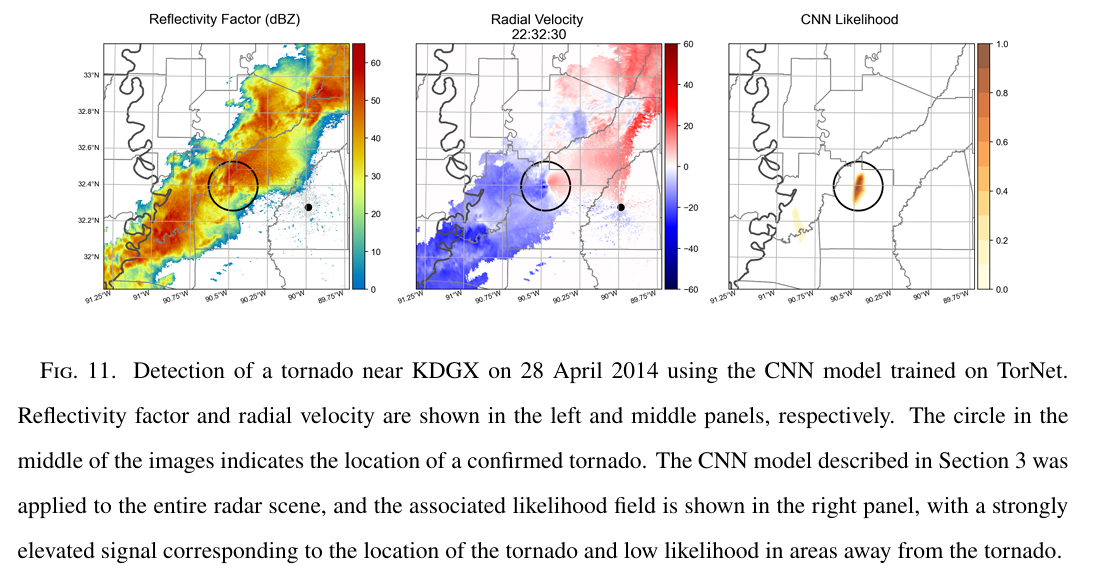 Reflectivity Factor (dBZ)
Radial Velocity
22:32:30
CNN Likelihood
33°N
32.8°N
32.6°N
32.4°N
32.2°N
32°N
91.25°W
91°W
90.75°W
90.5°W
90.25°W
90°W
89.75°W
60
50
40
30
20
10
0
91.25°W
91°W
90.75°W
90.5°W
90.25°W
90°W
89.75°W
60
40
20
0
−20
−40
−60
91.25°W
91°W
90.75°W
90.5°W
90.25°W
90°W
89.75°W
1.0
0.8
0.6
0.4
0.2
0.0
FIG. 11. Detection of a tornado near KDGX on 28 April 2014 using the CNN model trained on TorNet.
Reflectivity factor and radial velocity are shown in the left and middle panels, respectively. The circle in the
middle of the images indicates the location of a confirmed tornado. The CNN model described in Section 3 was
applied to the entire radar scene, and the associated likelihood field is shown in the right panel, with a strongly
elevated signal corresponding to the location of the tornado and low likelihood in areas away from the tornado.